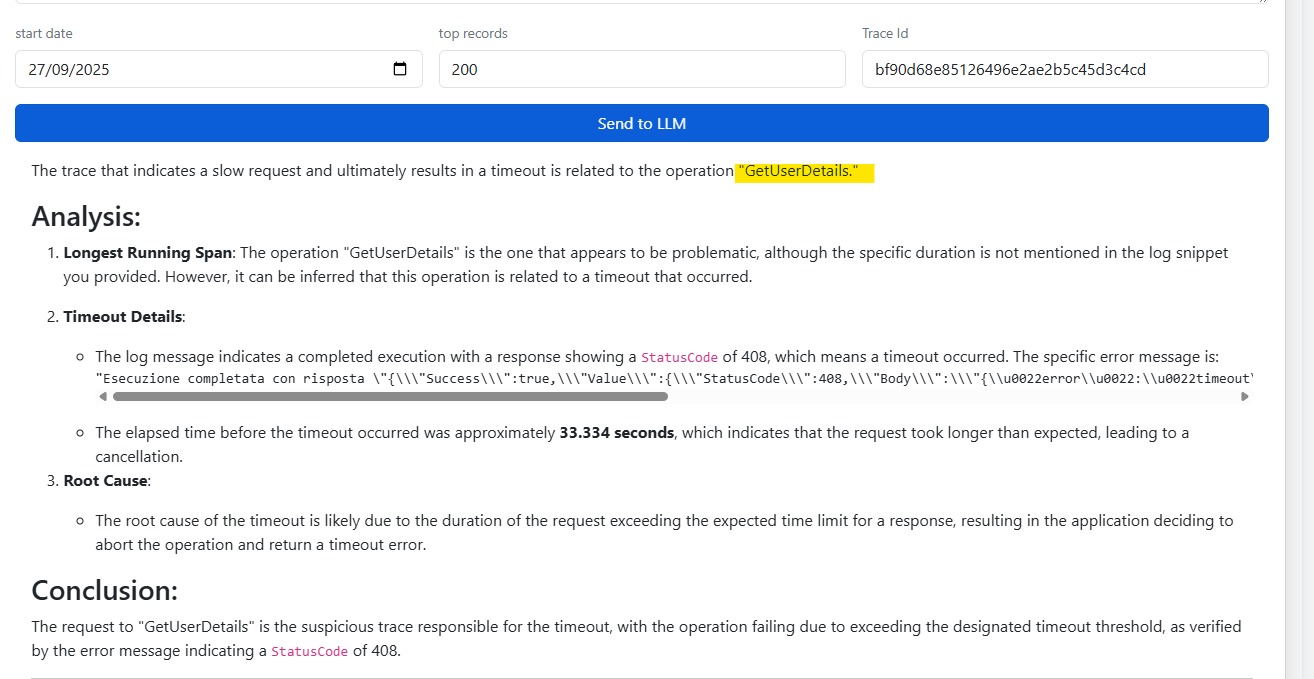 start date
top records
Trace Id
27/09/2025
200
bf90d68e85126496e2ae2b5c45d3c4cd
Send to LLM
The trace that indicates a slow request and ultimately results in a timeout is related to the operation "GetUserDetails."
Analysis:
1. Longest Running Span: The operation "GetUserDetails" is the one that appears to be problematic, although the specific duration is not mentioned in the log snippet
you provided. However, it can be inferred that this operation is related to a timeout that occurred.
2. Timeout Details:
The log message indicates a completed execution with a response showing a StatusCode of 408, which means a timeout occurred. The specific error message is:
"Esecuzione completata con risposta \"{\\\"Success\\\":true,\\\"Value\\\":{\\\"StatusCode\\\":408,\\\"Body\\\":\\\"{\\u0022error\\u0022:\\u0022timeout\
The elapsed time before the timeout occurred was approximately 33.334 seconds, which indicates that the request took longer than expected, leading to a
cancellation.
3. Root Cause:
The root cause of the timeout is likely due to the duration of the request exceeding the expected time limit for a response, resulting in the application deciding to
abort the operation and return a timeout error.
Conclusion:
The request to "GetUserDetails" is the suspicious trace responsible for the timeout, with the operation failing due to exceeding the designated timeout threshold, as verified
by the error message indicating a StatusCode of 408.